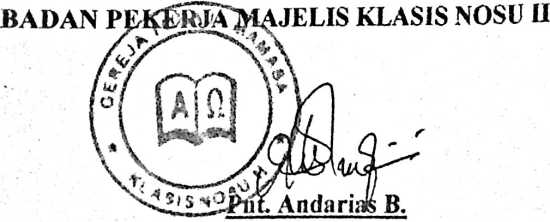 BADAN PEKERJA MAJELIS KLASIS NOSU II
GEREJA MAMASA
Α Ω
KLASIS NOSU II
Pnt. Andarias B.